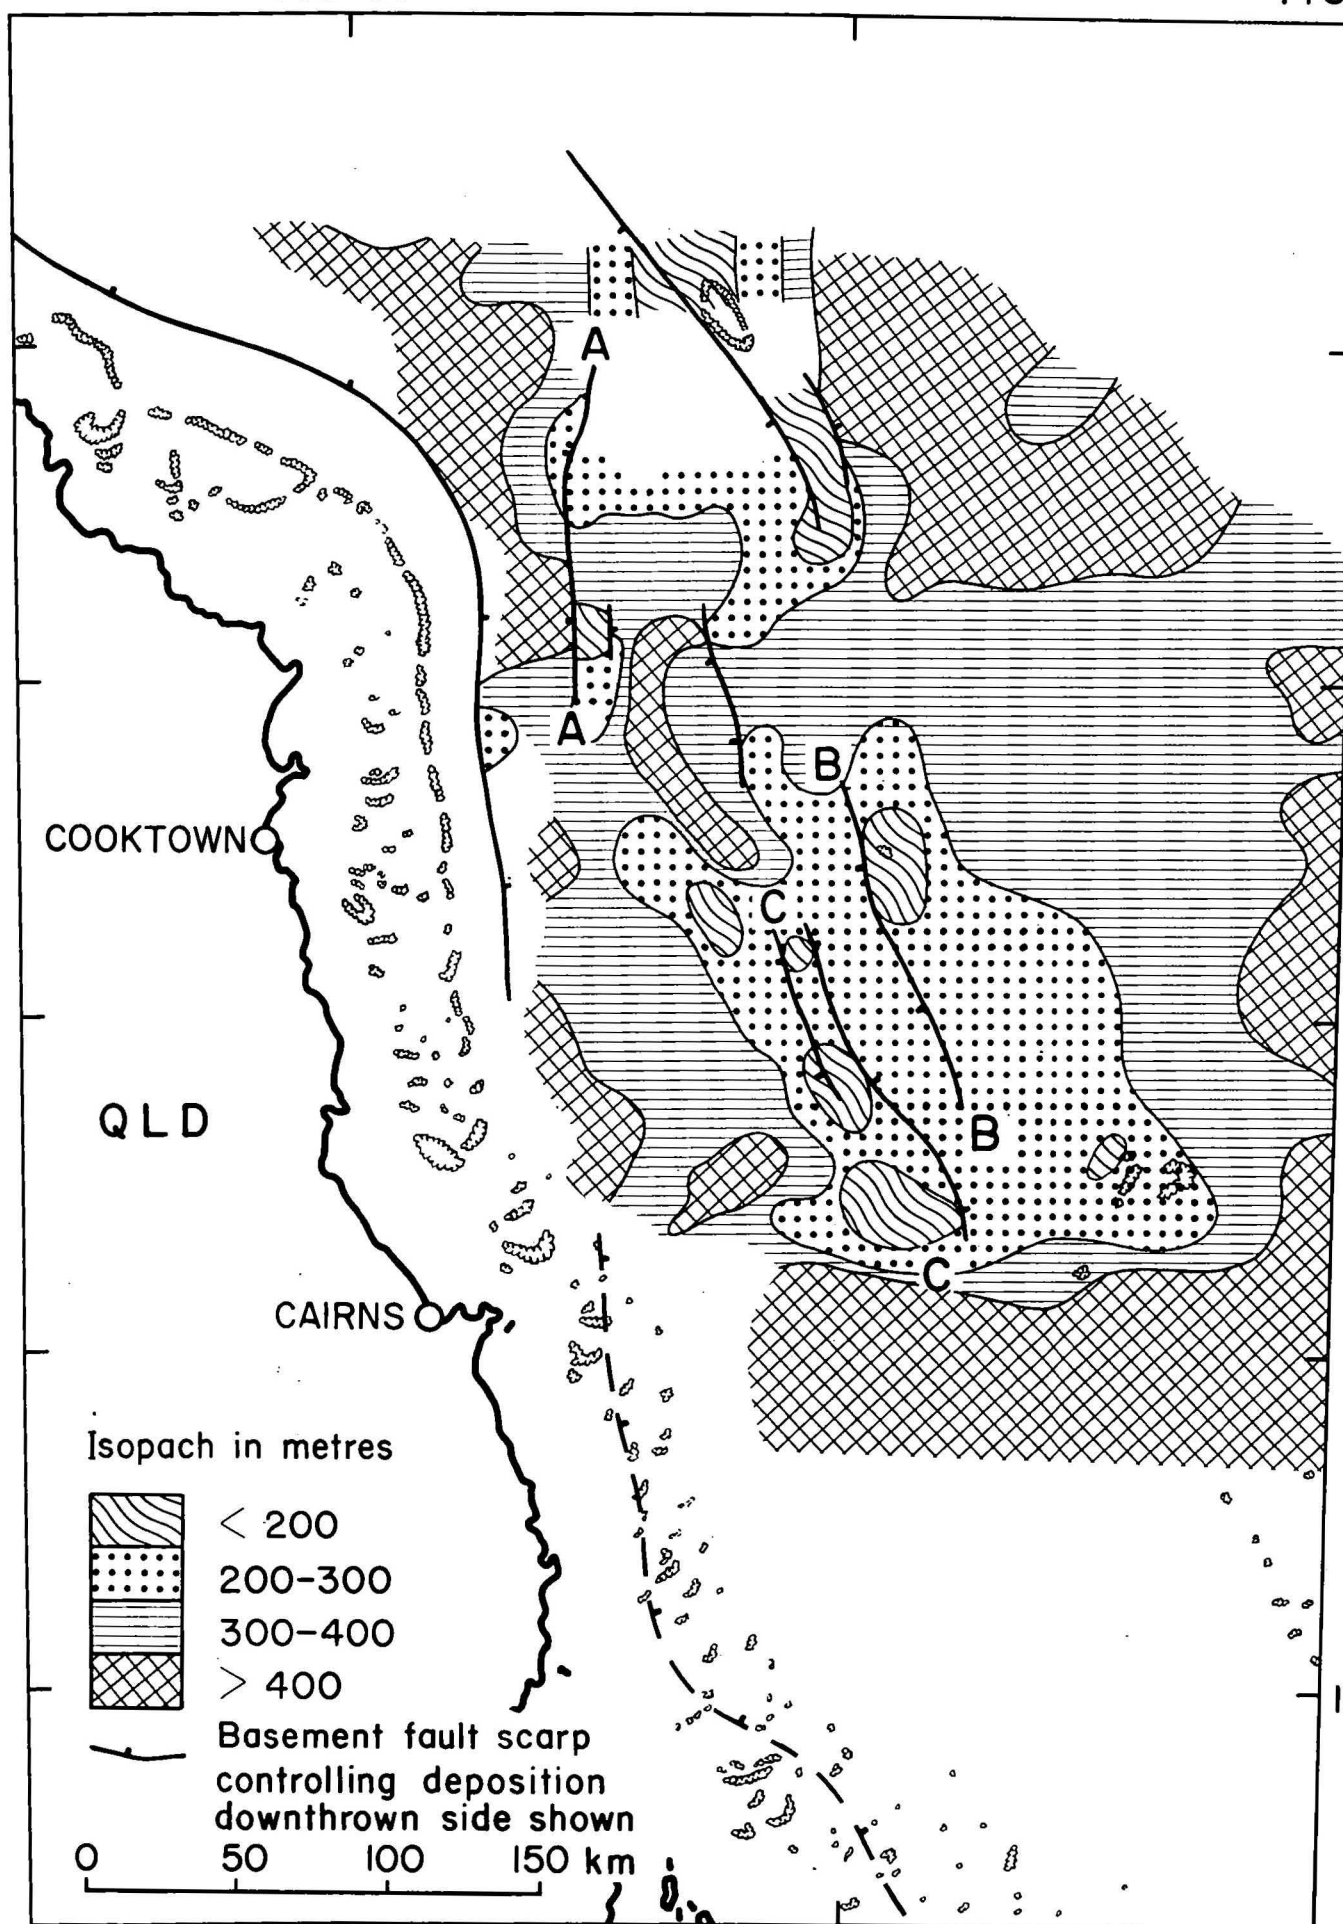 A
A
B
COOKTOWN
C
QLD
B
C
CAIRNS
Isopach in metres
< 200
200-300
300-400
> 400
Basement fault scarp
controlling deposition
downthrown side shown
0 50 100 150 km